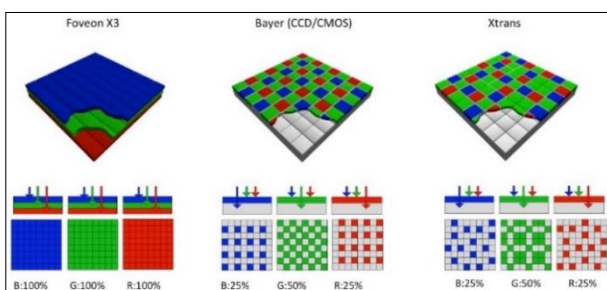 Foveon X3
Bayer (CCD/CMOS)
Xtrans
B:100% G:100% R:100%
B:25% G:50% R:25%
B:25% G:50% R:25%